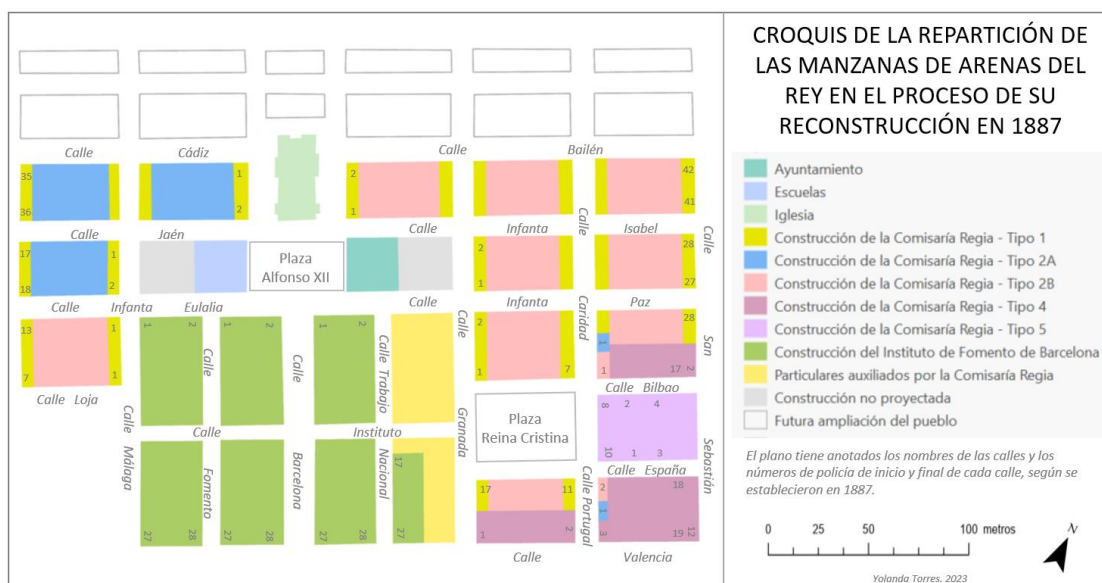 CROQUIS DE LA REPARTICIÓN DE
LAS MANZANAS DE ARENAS DEL
REY EN EL PROCESO DE SU
RECONSTRUCCIÓN EN 1887
Ayuntamiento
Escuelas
Iglesia
Construcción de la Comisaría Regia - Tipo 1
Construcción de la Comisaría Regia - Tipo 2A
Construcción de la Comisaría Regia - Tipo 2B
Construcción de la Comisaría Regia - Tipo 4
Construcción de la Comisaría Regia - Tipo 5
Construcción del Instituto de Fomento de Barcelona
Particulares auxiliados por la Comisaría Regia
Construcción no proyectada
Futura ampliación del pueblo
El plano tiene anotados los nombres de las calles y los
números de policía de inicio y final de cada calle, según se
establecieron en 1887.
0 25 50 100 metros
N
Yolanda Torres. 2023
Calle Cádiz Calle Bailén
35 1 2 42
36 2 1 41
Calle Jaén Calle Infanta Calle Isabel Calle
17 1 2 28
18 2 1 27
Plaza
Alfonso XII
Calle Infanta Eulalia Calle Infanta Caridad Paz
13 1 1 2 1 2 1 2 Calle 2 28
1
7 1 1 7 1 17 2
San
Calle Loja
Calle Bilbao
Calle Calle Calle Trabajo
Plaza
Reina Cristina
8 2 4
10 1 3
Calle Málaga
Calle Instituto
Granada
Sebastián
Calle España
Fomento Barcelona Nacional
17
17 11 2 18
1
27 28 27 28 27 28 27
1 2 3 19 12
Calle Portugal
Calle Valencia